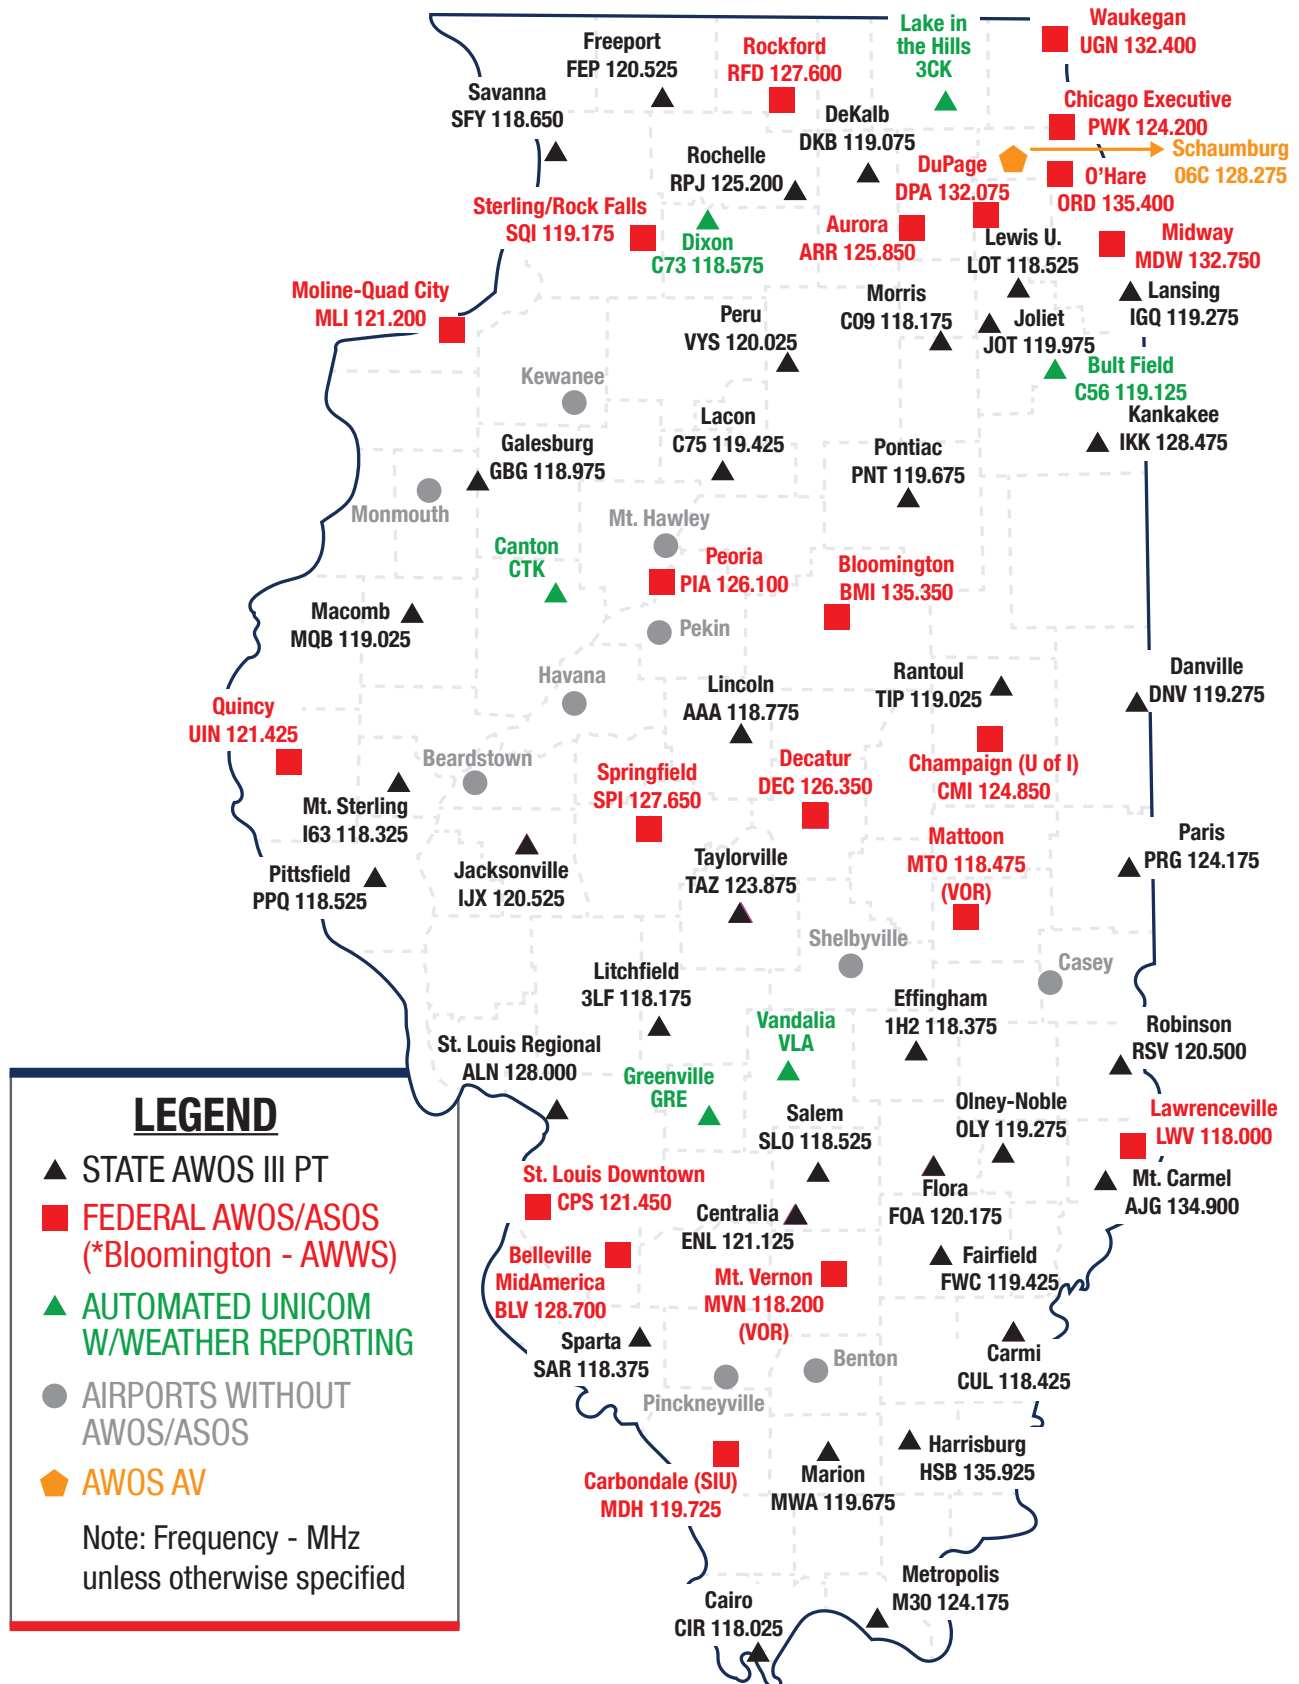 Freeport
FEP 120.525
Rockford
RFD 127.600
Lake in
the Hills
3CK
Waukegan
UGN 132.400
Savanna
SFY 118.650
DeKalb
DKB 119.075
Chicago Executive
PWK 124.200
Rochelle
RPJ 125.200
DuPage
DPA 132.075
Schaumburg
06C 128.275
O'Hare
ORD 135.400
Sterling/Rock Falls
SQI 119.175
Dixon
C73 118.575
Aurora
ARR 125.850
Lewis U.
LOT 118.525
Midway
MDW 132.750
Moline-Quad City
MLI 121.200
Peru
VYS 120.025
Morris
C09 118.175
Joliet
JOT 119.975
Lansing
IGQ 119.275
Bult Field
C56 119.125
Kewanee
Lacon
C75 119.425
Kankakee
IKK 128.475
Galesburg
GBG 118.975
Pontiac
PNT 119.675
Monmouth
Mt. Hawley
Canton
CTK
Peoria
PIA 126.100
Bloomington
BMI 135.350
Macomb
MQB 119.025
Pekin
Havana
Lincoln
AAA 118.775
Rantoul
TIP 119.025
Danville
DNV 119.275
Quincy
UIN 121.425
Beardstown
Springfield
SPI 127.650
Decatur
DEC 126.350
Champaign (U of I)
CMI 124.850
Mt. Sterling
I63 118.325
Mattoon
MTO 118.475
(VOR)
Paris
PRG 124.175
Pittsfield
PPQ 118.525
Jacksonville
IJX 120.525
Taylorville
TAZ 123.875
Shelbyville
Casey
Litchfield
3LF 118.175
Effingham
1H2 118.375
Vandalia
VLA
Robinson
RSV 120.500
St. Louis Regional
ALN 128.000
Greenville
GRE
Salem
SLO 118.525
Olney-Noble
OLY 119.275
Lawrenceville
LWV 118.000
St. Louis Downtown
CPS 121.450
Flora
FOA 120.175
Mt. Carmel
AJG 134.900
Centralia
ENL 121.125
Belleville
MidAmerica
BLV 128.700
Mt. Vernon
MVN 118.200
(VOR)
Fairfield
FWC 119.425
Sparta
SAR 118.375
Carmi
CUL 118.425
Benton
Pinckneyville
Carbondale (SIU)
MDH 119.725
Marion
MWA 119.675
Harrisburg
HSB 135.925
Metropolis
M30 124.175
Cairo
CIR 118.025
LEGEND
STATE AWOS III PT
FEDERAL AWOS/ASOS
(*Bloomington - AWWS)
AUTOMATED UNICOM
W/WEATHER REPORTING
AIRPORTS WITHOUT
AWOS/ASOS
AWOS AV
Note: Frequency - MHz
unless otherwise specified